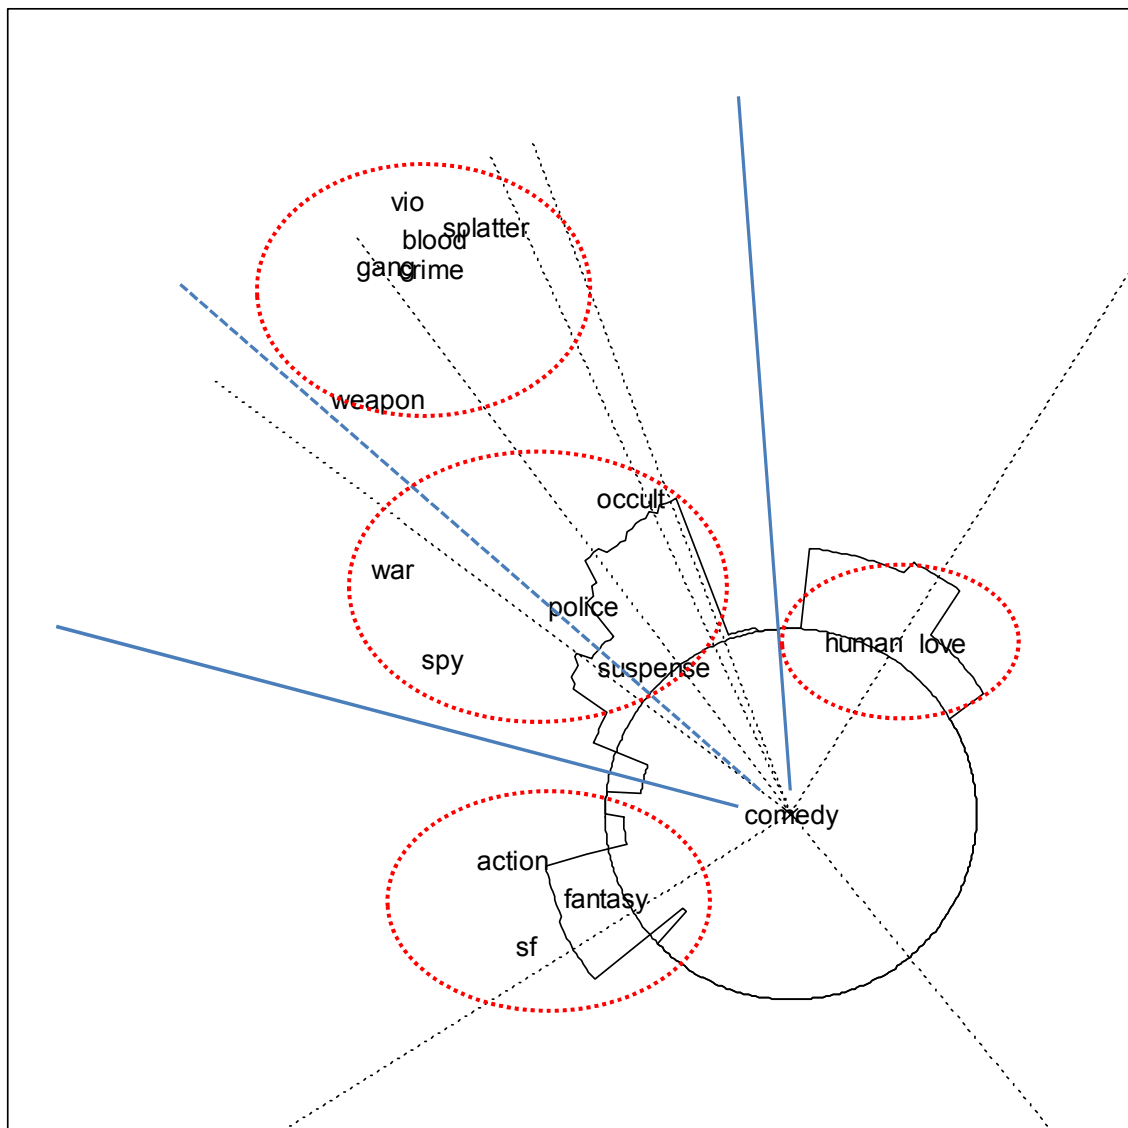 vio
splatter
blood
gang
crime
weapon
occult
war
police
human
love
spy
suspense
comedy
action
fantasy
sf